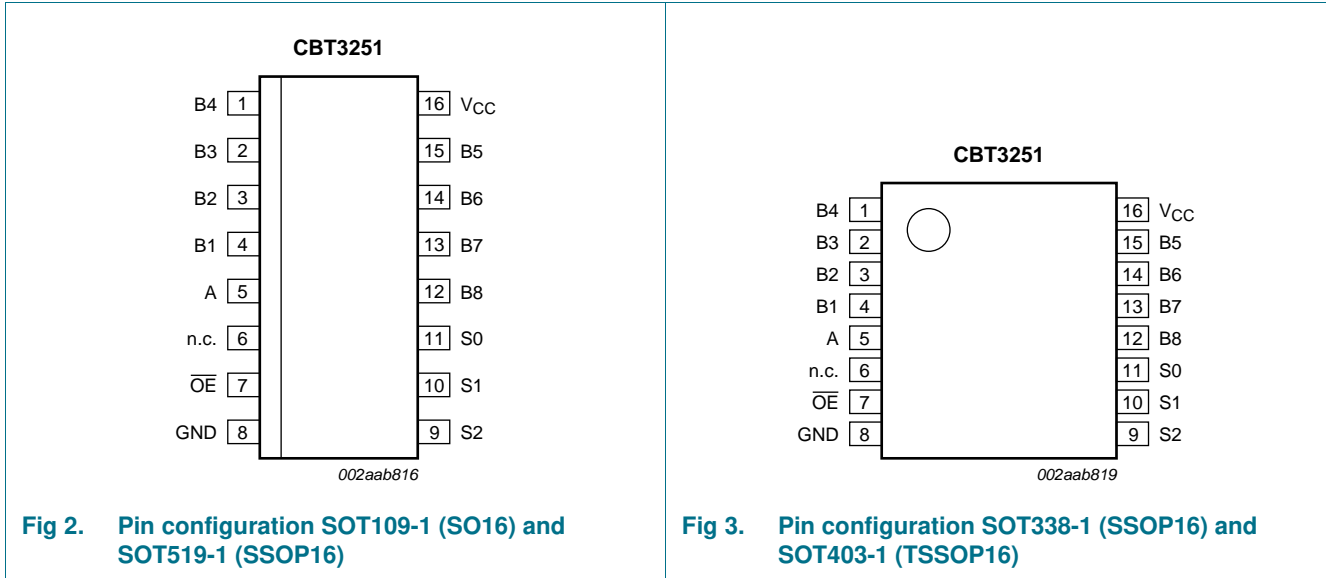 CBT3251
B4 1 16 VCC
B3 2 15 B5
B2 3 14 B6
B1 4 13 B7
A 5 12 B8
n.c. 6 11 S0
O̅E̅ 7 10 S1
GND 8 9 S2
002aab816
Fig 2. Pin configuration SOT109-1 (SO16) and
SOT519-1 (SSOP16)
CBT3251
B4 1 16 VCC
B3 2 15 B5
B2 3 14 B6
B1 4 13 B7
A 5 12 B8
n.c. 6 11 S0
O̅E̅ 7 10 S1
GND 8 9 S2
002aab819
Fig 3. Pin configuration SOT338-1 (SSOP16) and
SOT403-1 (TSSOP16)